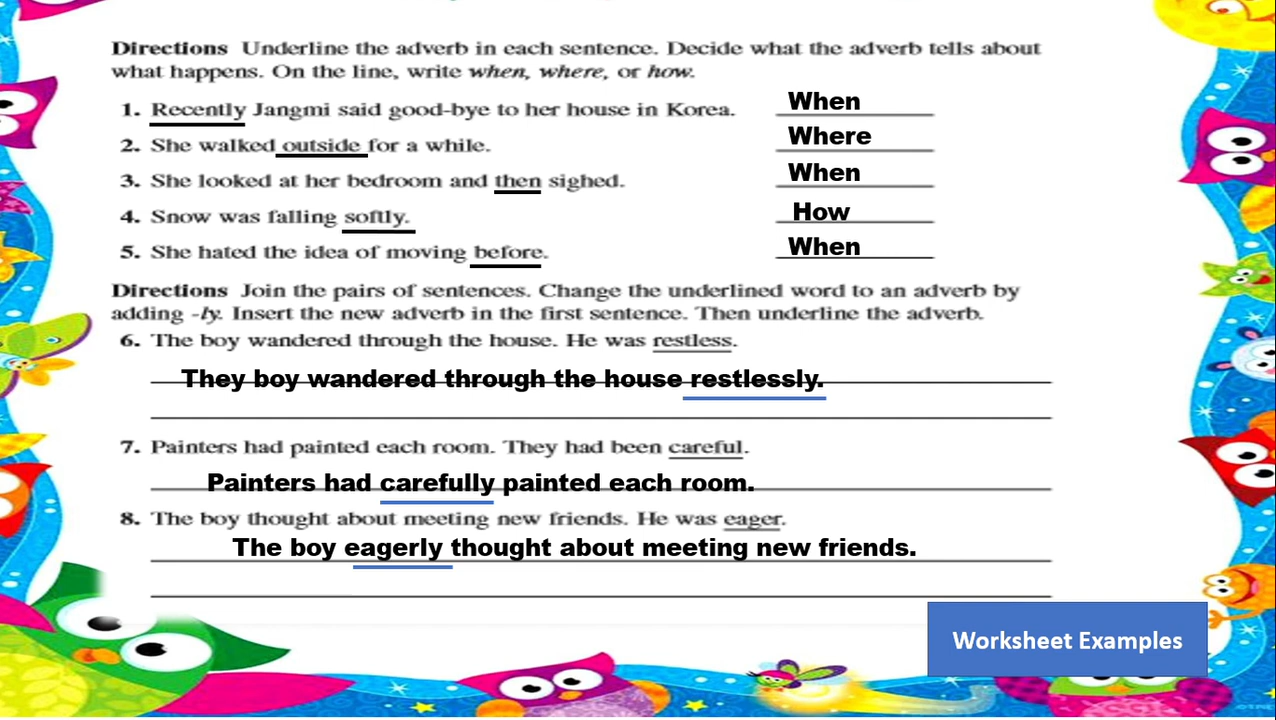 Directions Underline the adverb in each sentence. Decide what the adverb tells about
what happens. On the line, write when, where, or how.
1. Recently Jangmi said good-bye to her house in Korea. When
2. She walked outside for a while. Where
3. She looked at her bedroom and then sighed. When
4. Snow was falling softly. How
5. She hated the idea of moving before. When
Directions Join the pairs of sentences. Change the underlined word to an adverb by
adding -ly. Insert the new adverb in the first sentence. Then underline the adverb.
6. The boy wandered through the house. He was restless.
They boy wandered through the house restlessly.
7. Painters had painted each room. They had been careful.
Painters had carefully painted each room.
8. The boy thought about meeting new friends. He was eager.
The boy eagerly thought about meeting new friends.
Worksheet Examples